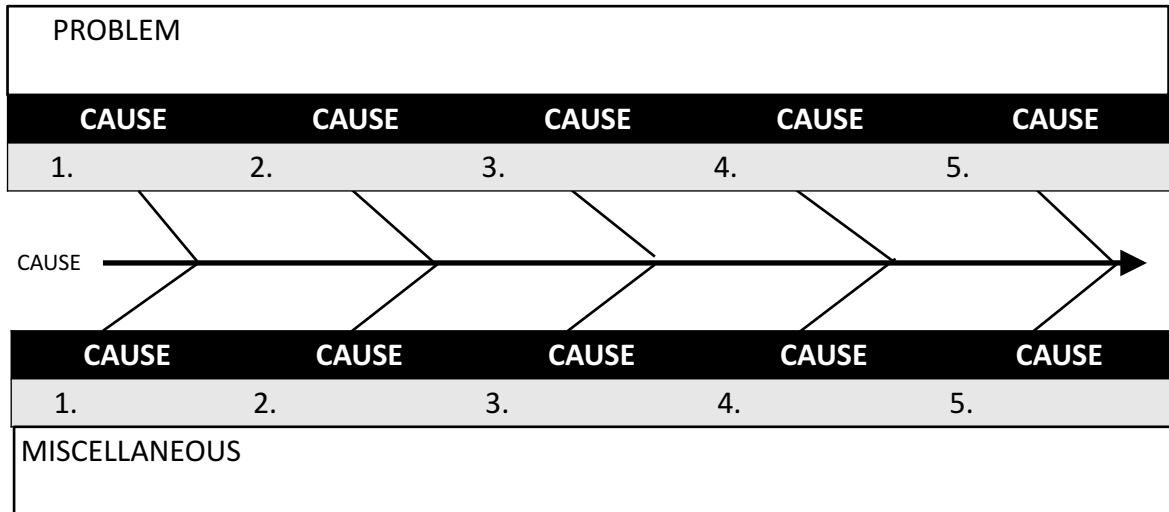 PROBLEM
CAUSE CAUSE CAUSE CAUSE CAUSE
1. 2. 3. 4. 5.
CAUSE
CAUSE CAUSE CAUSE CAUSE CAUSE
1. 2. 3. 4. 5.
MISCELLANEOUS